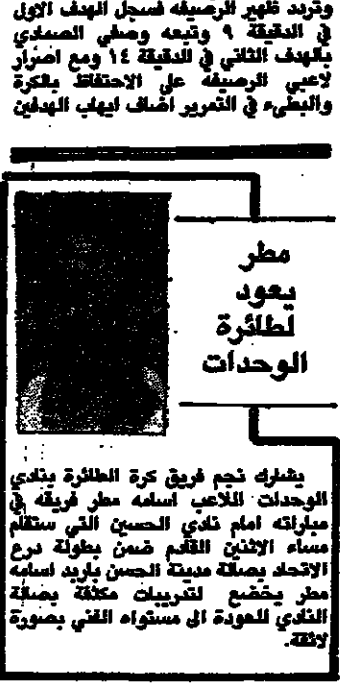 وتردد ظهير الرصيفه فسجل الهدف الاول
في الدقيقة ٩ وتبعه وصفي الصمادي
بالهدف الثاني في الدقيقة ١٤ ومع اصرار
لاعبي الرصيفه على الاحتفاظ بالكرة
والبطىء في التمرير اضاف ايهاب الهدفين
مطر
يعود
لطائرة
الوحدات
يشارك نجم فريق كرة الطائرة بنادي
الوحدات اللاعب اسامه مطر فريقه في
مباراته امام نادي الحسين التي ستقام
مساء الاثنين القادم ضمن بطولة درع
الاتحاد بصالة مدينة الحسن باربد اسامه
مطر يخضع لتدريبات مكثفة بصالة
النادي للعودة الى مستواه الفني بصورة
لائقة.